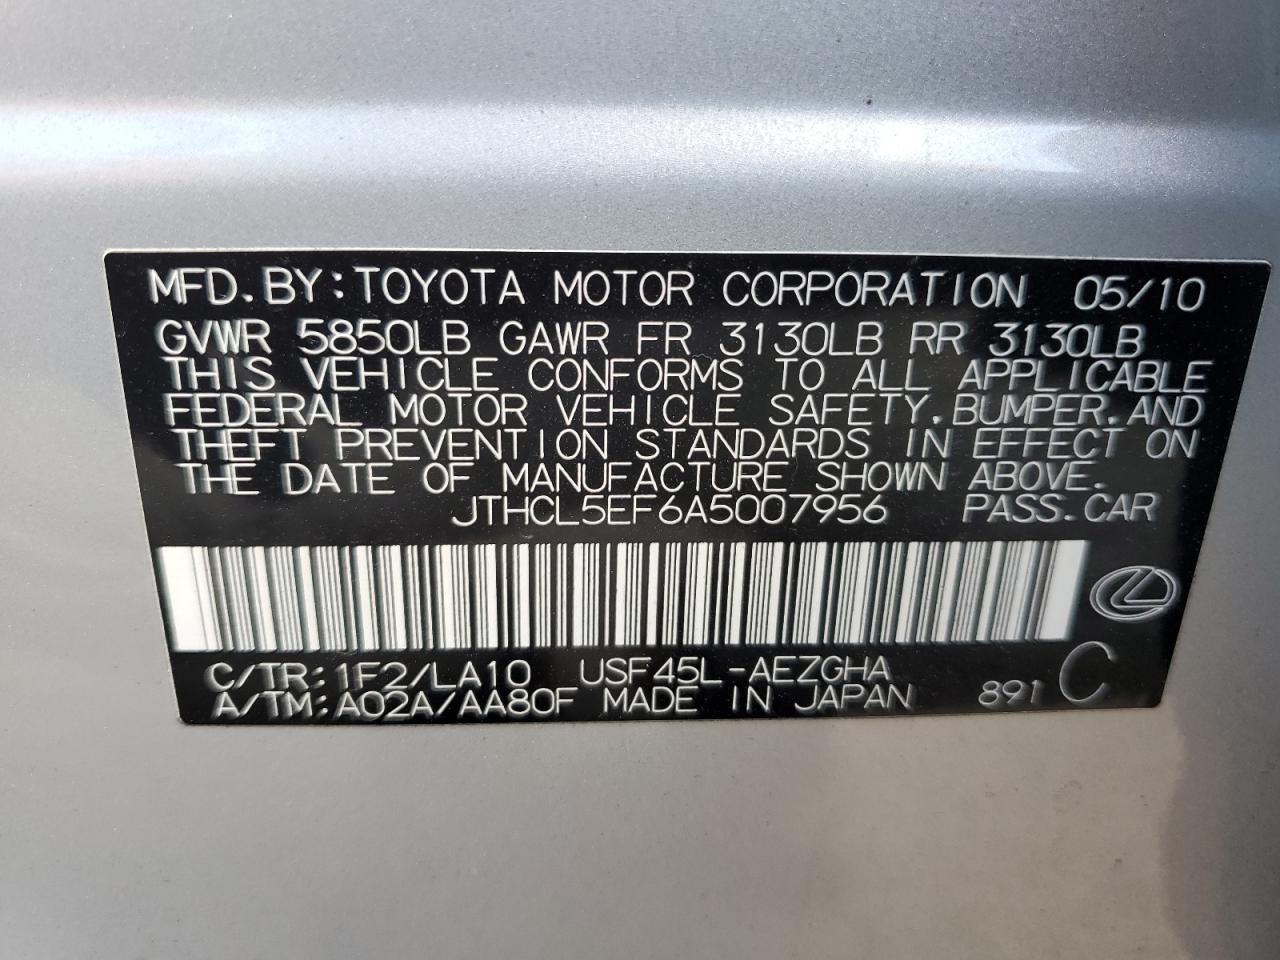 MFD.BY:TOYOTA MOTOR CORPORATION 05/10
GVWR 5850LB GAWR FR 3130LB RR 3130LB
THIS VEHICLE CONFORMS TO ALL APPLICABLE
FEDERAL MOTOR VEHICLE SAFETY,BUMPER,AND
THEFT PREVENTION STANDARDS IN EFFECT ON
THE DATE OF MANUFACTURE SHOWN ABOVE.
JTHCL5EF6A5007956 PASS.CAR
C/TR:1F2/LA10 USF45L-AEZGHA
A/TM:A02A/AA80F MADE IN JAPAN 891 C